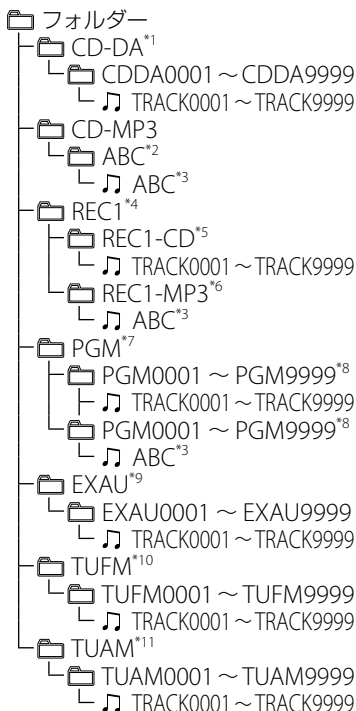 フォルダー
CD-DA*1
CDDA0001～CDDA9999
TRACK0001～TRACK9999
CD-MP3
ABC*2
ABC*3
REC1*4
REC1-CD*5
TRACK0001～TRACK9999
REC1-MP3*6
ABC*3
PGM*7
PGM0001 ～ PGM9999*8
TRACK0001～TRACK9999
PGM0001 ～ PGM9999*8
ABC*3
EXAU*9
EXAU0001 ～ EXAU9999
TRACK0001～TRACK9999
TUFM*10
TUFM0001 ～ TUFM9999
TRACK0001～TRACK9999
TUAM*11
TUAM0001 ～ TUAM9999
TRACK0001～TRACK9999